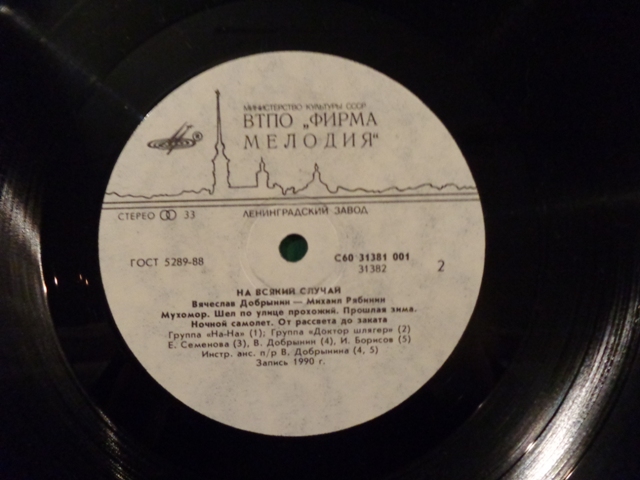 МИНИСТЕРСТВО КУЛЬТУРЫ СССР
ВТПО „ФИРМА
МЕЛОДИЯ"
СТЕРЕО 33
ЛЕНИНГРАДСКИЙ ЗАВОД
ГОСТ 5289-88
С60 31381 001
31382
2
НА ВСЯКИЙ СЛУЧАЙ
Вячеслав Добрынин — Михаил Рябинин
Мухомор. Шел по улице прохожий. Прошлая зима.
Ночной самолет. От рассвета до заката
Группа «На-На» (1); Группа «Доктор шлягер» (2)
Е. Семенова (3), В. Добрынин (4), И. Борисов (5)
Инстр. анс. п/р В. Добрынина (4, 5)
Запись 1990 г.